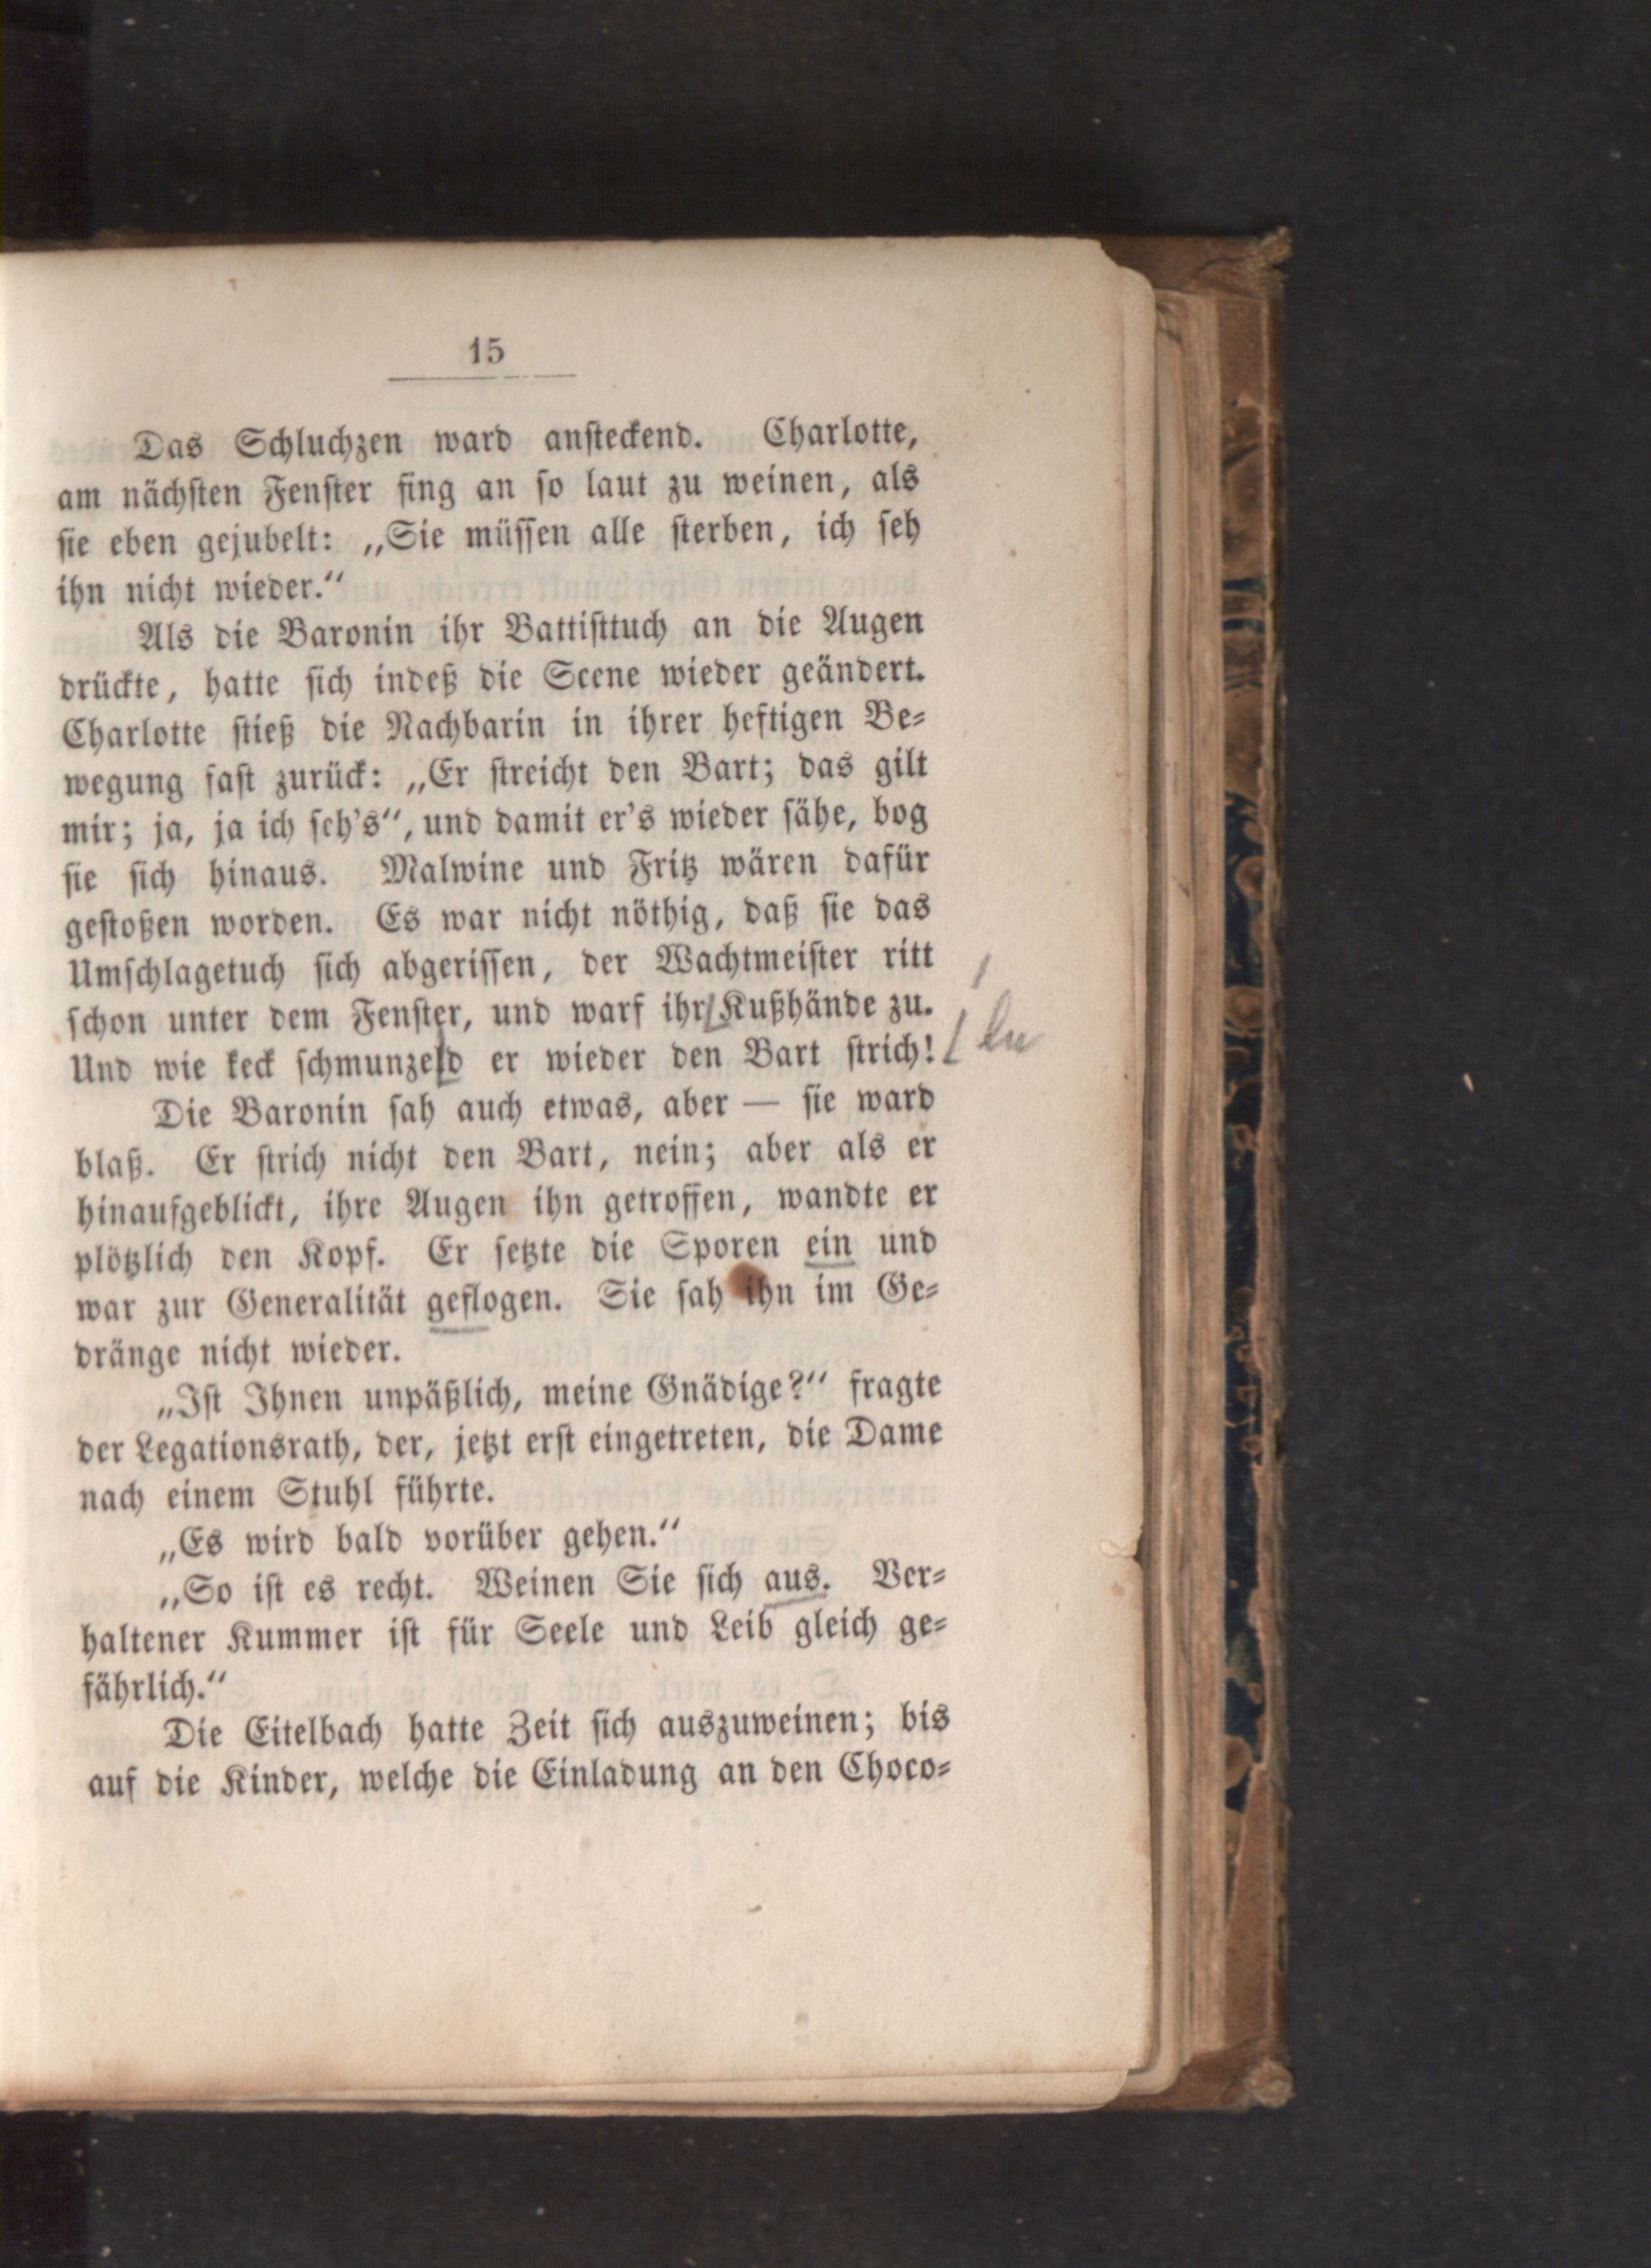 15
Das Schluchzen ward ansteckend. Charlotte,
am nächsten Fenster fing an so laut zu weinen, als
sie eben gejubelt: „Sie müssen alle sterben, ich seh
ihn nicht wieder.“
Als die Baronin ihr Battisttuch an die Augen
drückte, hatte sich indeß die Scene wieder geändert.
Charlotte stieß die Nachbarin in ihrer heftigen Be-
wegung fast zurück: „Er streicht den Bart; das gilt
mir; ja, ja ich seh's“, und damit er's wieder sähe, bog
sie sich hinaus. Malwine und Fritz wären dafür
gestoßen worden. Es war nicht nöthig, daß sie das
Umschlagetuch sich abgerissen, der Wachtmeister ritt
schon unter dem Fenster, und warf ihr Kußhände zu.
Und wie keck schmunzeld er wieder den Bart strich!
Die Baronin sah auch etwas, aber — sie ward
blaß. Er strich nicht den Bart, nein; aber als er
hinaufgeblickt, ihre Augen ihn getroffen, wandte er
plötzlich den Kopf. Er setzte die Sporen ein und
war zur Generalität geflogen. Sie sah ihn im Ge-
dränge nicht wieder.
„Ist Ihnen unpäßlich, meine Gnädige?“ fragte
der Legationsrath, der, jetzt erst eingetreten, die Dame
nach einem Stuhl führte.
„Es wird bald vorüber gehen.“
„So ist es recht. Weinen Sie sich aus. Ver-
haltener Kummer ist für Seele und Leib gleich ge-
fährlich.“
Die Eitelbach hatte Zeit sich auszuweinen; bis
auf die Kinder, welche die Einladung an den Choco-